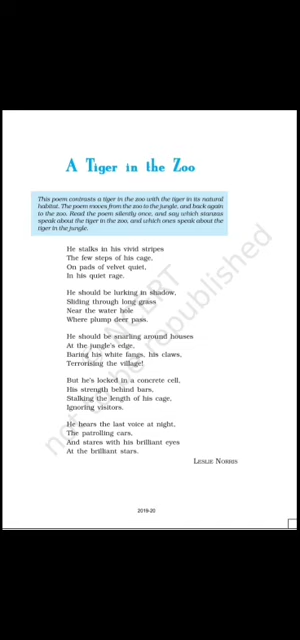 A Tiger in the Zoo
This poem contrasts a tiger in the zoo with the tiger in its natural
habitat. The poem moves from the zoo to the jungle, and back again
to the zoo. Read the poem silently once, and say which stanzas
speak about the tiger in the zoo, and which ones speak about the
tiger in the jungle.
He stalks in his vivid stripes
The few steps of his cage,
On pads of velvet quiet,
In his quiet rage.
He should be lurking in shadow,
Sliding through long grass
Near the water hole
Where plump deer pass.
He should be snarling around houses
At the jungle's edge,
Baring his white fangs, his claws,
Terrorising the village!
But he's locked in a concrete cell,
His strength behind bars,
Stalking the length of his cage,
Ignoring visitors.
He hears the last voice at night,
The patrolling cars,
And stares with his brilliant eyes
At the brilliant stars.
LESLIE NORRIS
© NCERT
not to be republished
2019-20